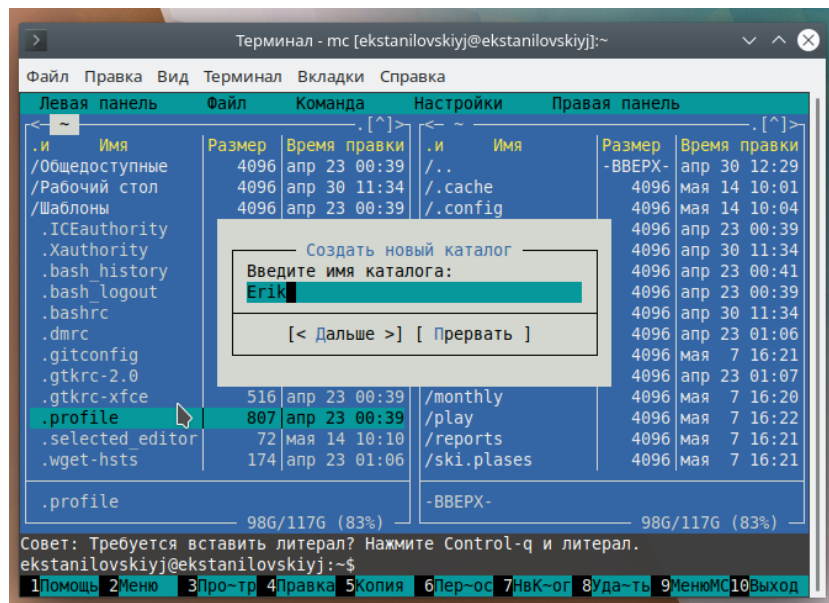 Терминал - mc [ekstanilovskyj@ekstanilovskiyj]:~
Файл Правка Вид Терминал Вкладки Справка
Левая панель Файл Команда Настройки Правая панель
<─ ~ ─.[^]> <─ ~ ─.[^]>
.и Имя Размер Время правки .и Имя Размер Время правки
/Общедоступные 4096 апр 23 00:39 /.. -ВВЕРХ- апр 30 12:29
/Рабочий стол 4096 апр 30 11:34 /.cache 4096 мая 14 10:01
/Шаблоны 4096 апр 23 00:39 /.config 4096 мая 14 10:04
.ICEauthority 4096 апр 23 00:39
.Xauthority Создать новый каталог 4096 апр 30 11:34
.bash_history Введите имя каталога: 4096 апр 23 00:41
.bash_logout Erik 4096 апр 23 00:39
.bashrc 4096 апр 30 11:34
.dmrc [< Дальше >] [ Прервать ] 4096 апр 23 01:06
.gitconfig 4096 мая 7 16:21
.gtkrc-2.0 4096 апр 23 01:07
.gtkrc-xfce 516 апр 23 00:39 /monthly 4096 мая 7 16:20
.profile 807 апр 23 00:39 /play 4096 мая 7 16:22
.selected_editor 72 мая 14 10:10 /reports 4096 мая 7 16:21
.wget-hsts 174 апр 23 01:06 /ski.plases 4096 мая 7 16:21
.profile -ВВЕРХ-
98G/117G (83%) 98G/117G (83%)
Совет: Требуется вставить литерал? Нажмите Control-q и литерал.
ekstanilovskiyj@ekstanilovskiyj:~$
1Помощь 2Меню 3Про~тр 4Правка 5Копия 6Пер~ос 7НвК~ог 8Уда~ть 9МенюМС 10Выход